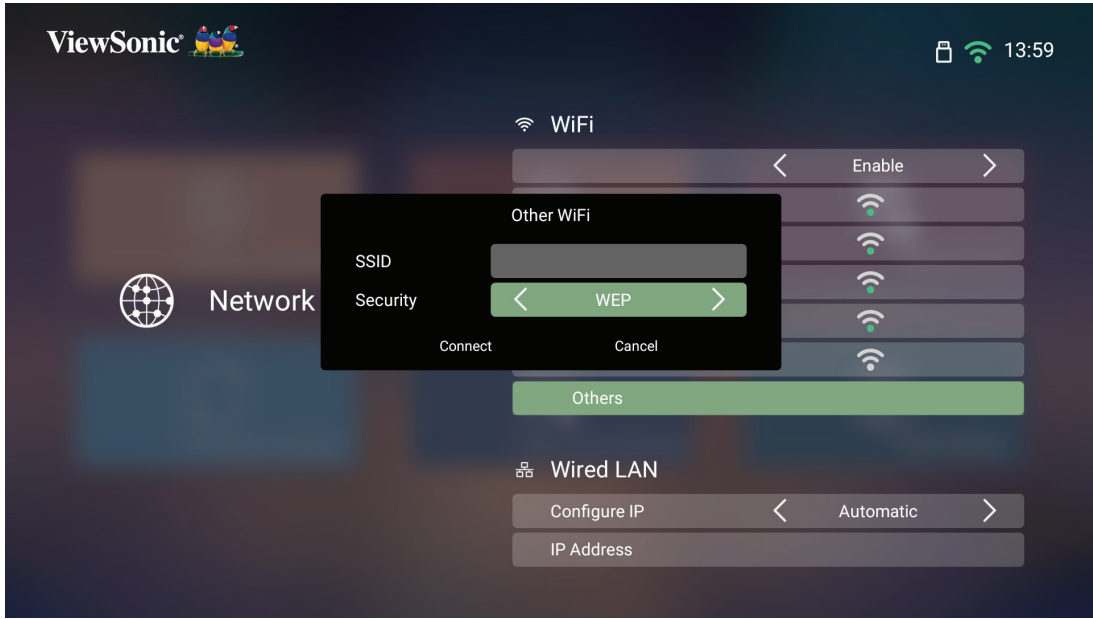 ViewSonic®
13:59
WiFi
Enable
Other WiFi
SSID
Network
Security WEP
Connect Cancel
Others
Wired LAN
Configure IP Automatic
IP Address